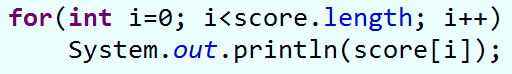 for(int i=0; i<score.length; i++)
    System.out.println(score[i]);